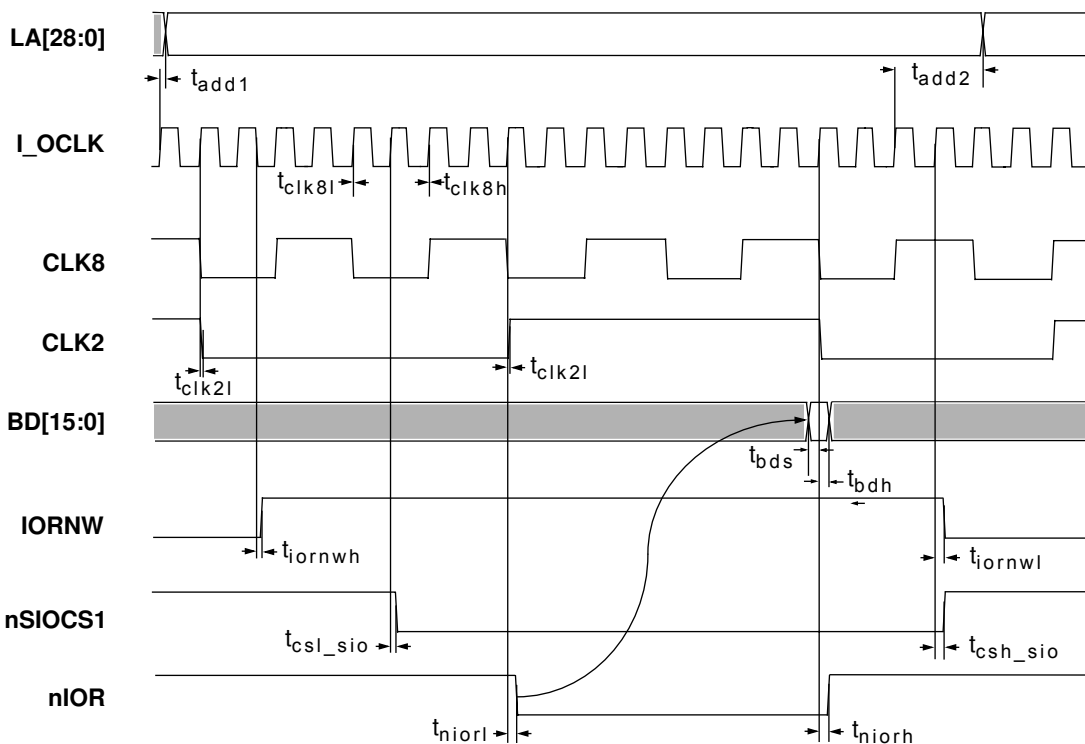 LA[28:0]
tadd1
tadd2
I_OCLK
tclk8l
tclk8h
CLK8
CLK2
tclk2l
tclk2l
BD[15:0]
tbds
tbdh
IORNW
tiornwh
tiornwl
nSIOCS1
tcsl_sio
tcsh_sio
nIOR
tniorl
tniorh